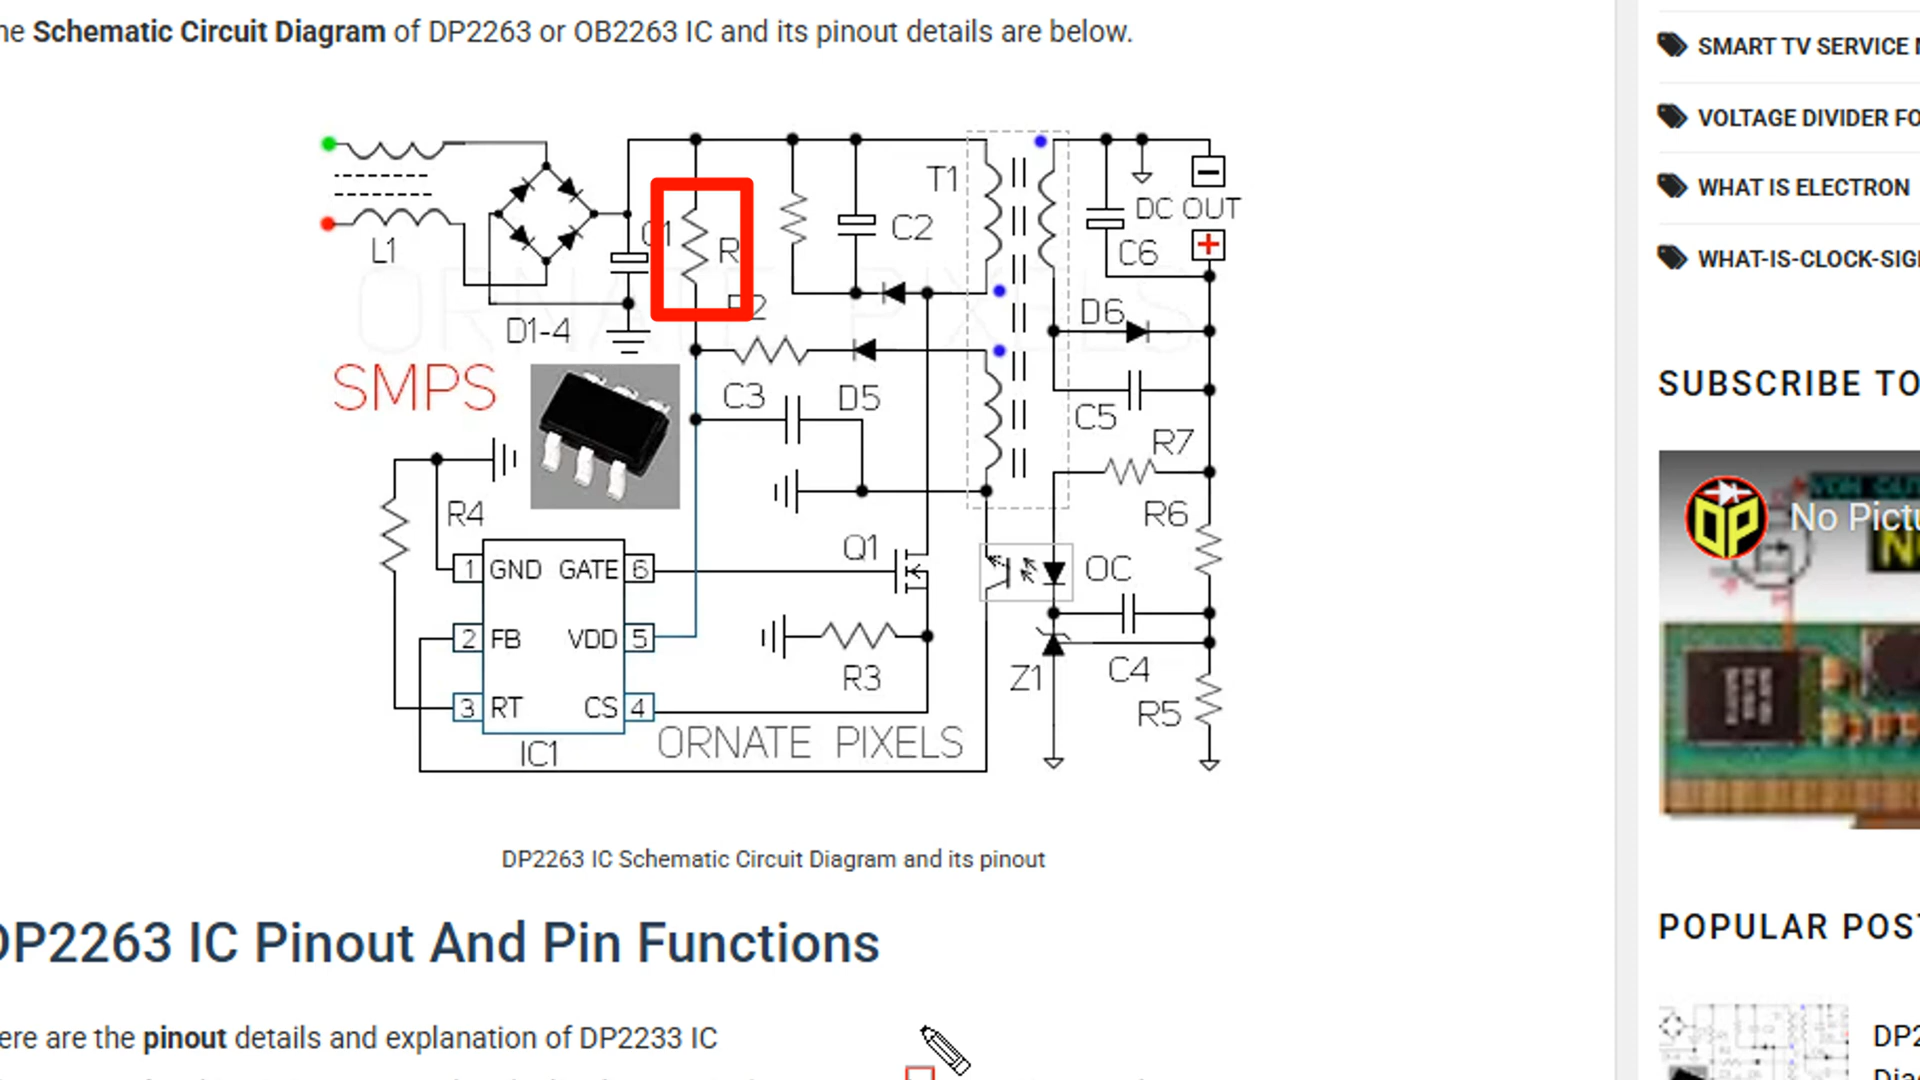 ne Schematic Circuit Diagram of DP2263 or OB2263 IC and its pinout details are below.
T1
C1
R
C2
DC OUT
L1
C6
D1-4
D6
SMPS
C3
D5
C5
R7
R4
R6
Q1
OC
1 GND GATE 6
2 FB VDD 5
3 RT CS 4
R3
Z1
C4
R5
IC1
ORNATE PIXELS
ORNATE PIXELS
DP2263 IC Schematic Circuit Diagram and its pinout
DP2263 IC Pinout And Pin Functions
ere are the pinout details and explanation of DP2233 IC
SMART TV SERVICE
VOLTAGE DIVIDER FO
WHAT IS ELECTRON
WHAT-IS-CLOCK-SIG
SUBSCRIBE TO
DP
No Pictu
POPULAR POS
DP2